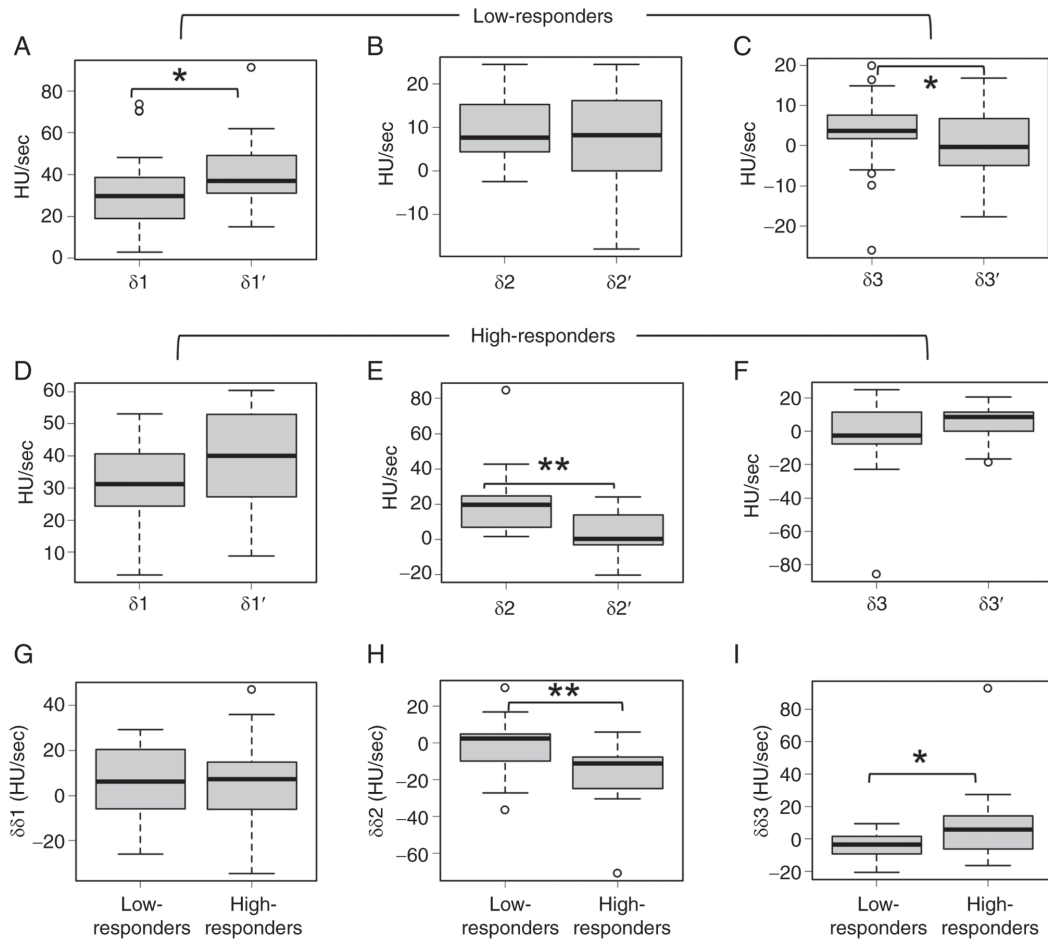 Low-responders
A
B
C
HU/sec
80
60
40
20
0
*
δ1
δ1′
HU/sec
20
10
0
−10
δ2
δ2′
HU/sec
20
10
0
−10
−20
*
δ3
δ3′
High-responders
D
E
F
HU/sec
60
50
40
30
20
10
δ1
δ1′
HU/sec
80
60
40
20
0
−20
**
δ2
δ2′
HU/sec
20
0
−20
−40
−60
−80
δ3
δ3′
G
H
I
δδ1 (HU/sec)
40
20
0
−20
Low-
responders
High-
responders
δδ2 (HU/sec)
20
0
−20
−40
−60
**
Low-
responders
High-
responders
δδ3 (HU/sec)
80
60
40
20
0
−20
*
Low-
responders
High-
responders